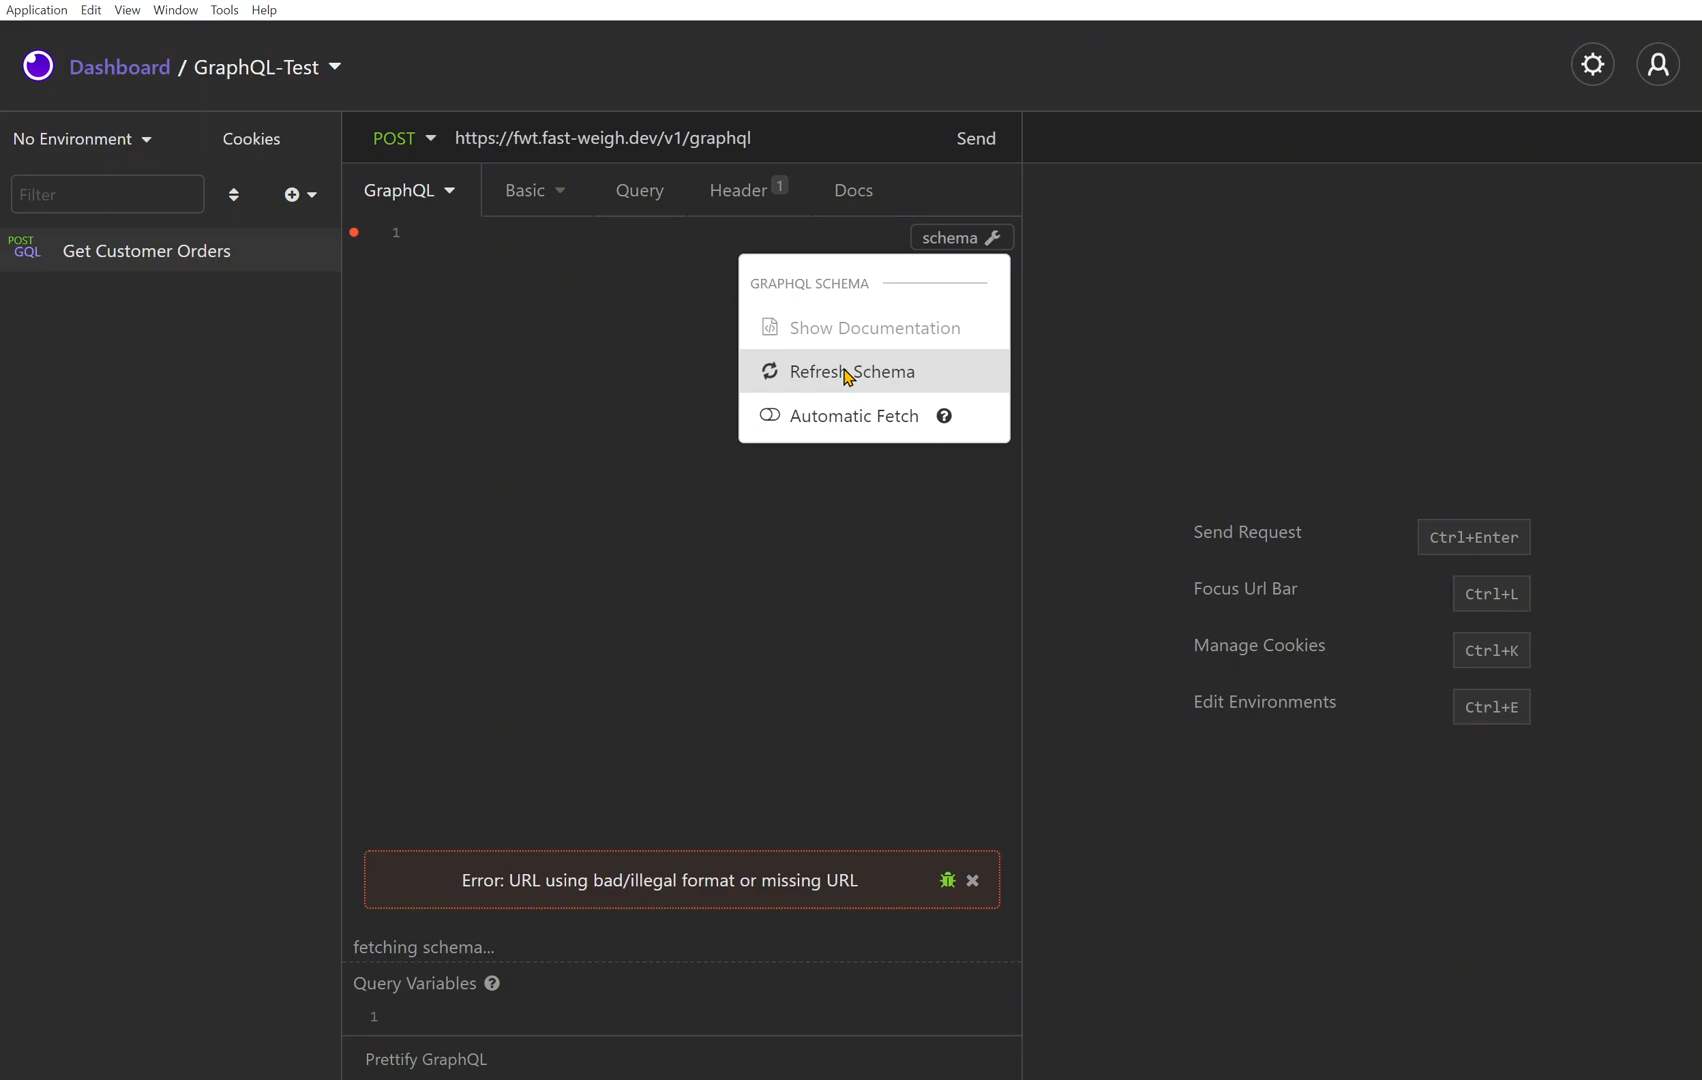 Application Edit View Window Tools Help
Dashboard / GraphQL-Test
No Environment
Cookies
POST https://fwt.fast-weigh.dev/v1/graphql Send
Filter
GraphQL Basic Query Header 1 Docs
POST
GQL Get Customer Orders
1
schema
GRAPHQL SCHEMA
Show Documentation
Refresh Schema
Automatic Fetch ?
Send Request Ctrl+Enter
Focus Url Bar Ctrl+L
Manage Cookies Ctrl+K
Edit Environments Ctrl+E
Error: URL using bad/illegal format or missing URL
fetching schema...
Query Variables ?
1
Prettify GraphQL